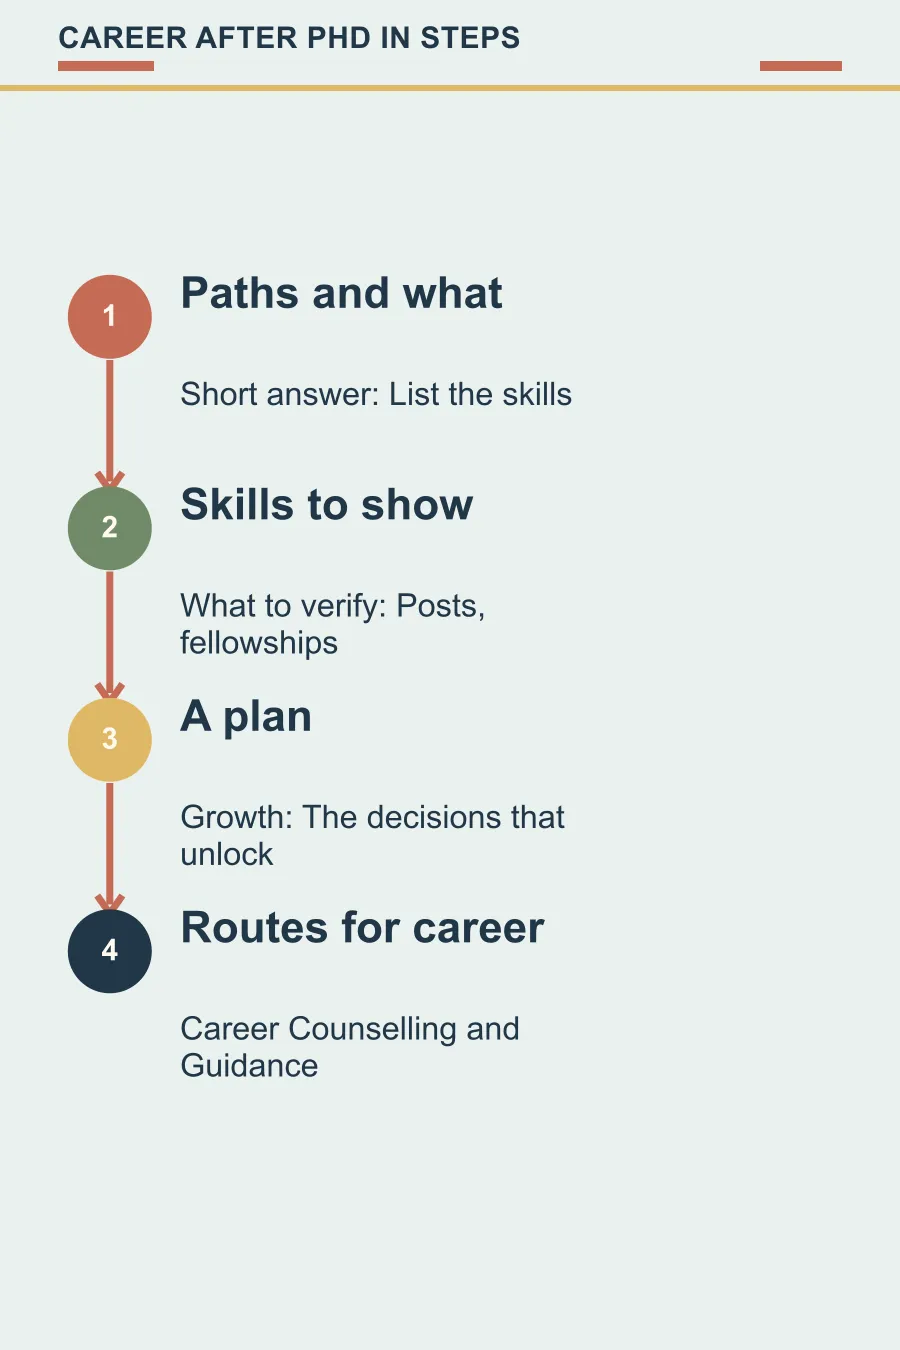 CAREER AFTER PHD IN STEPS
1
Paths and what
Short answer: List the skills
2
Skills to show
What to verify: Posts,
fellowships
3
A plan
Growth: The decisions that
unlock
4
Routes for career
Career Counselling and
Guidance